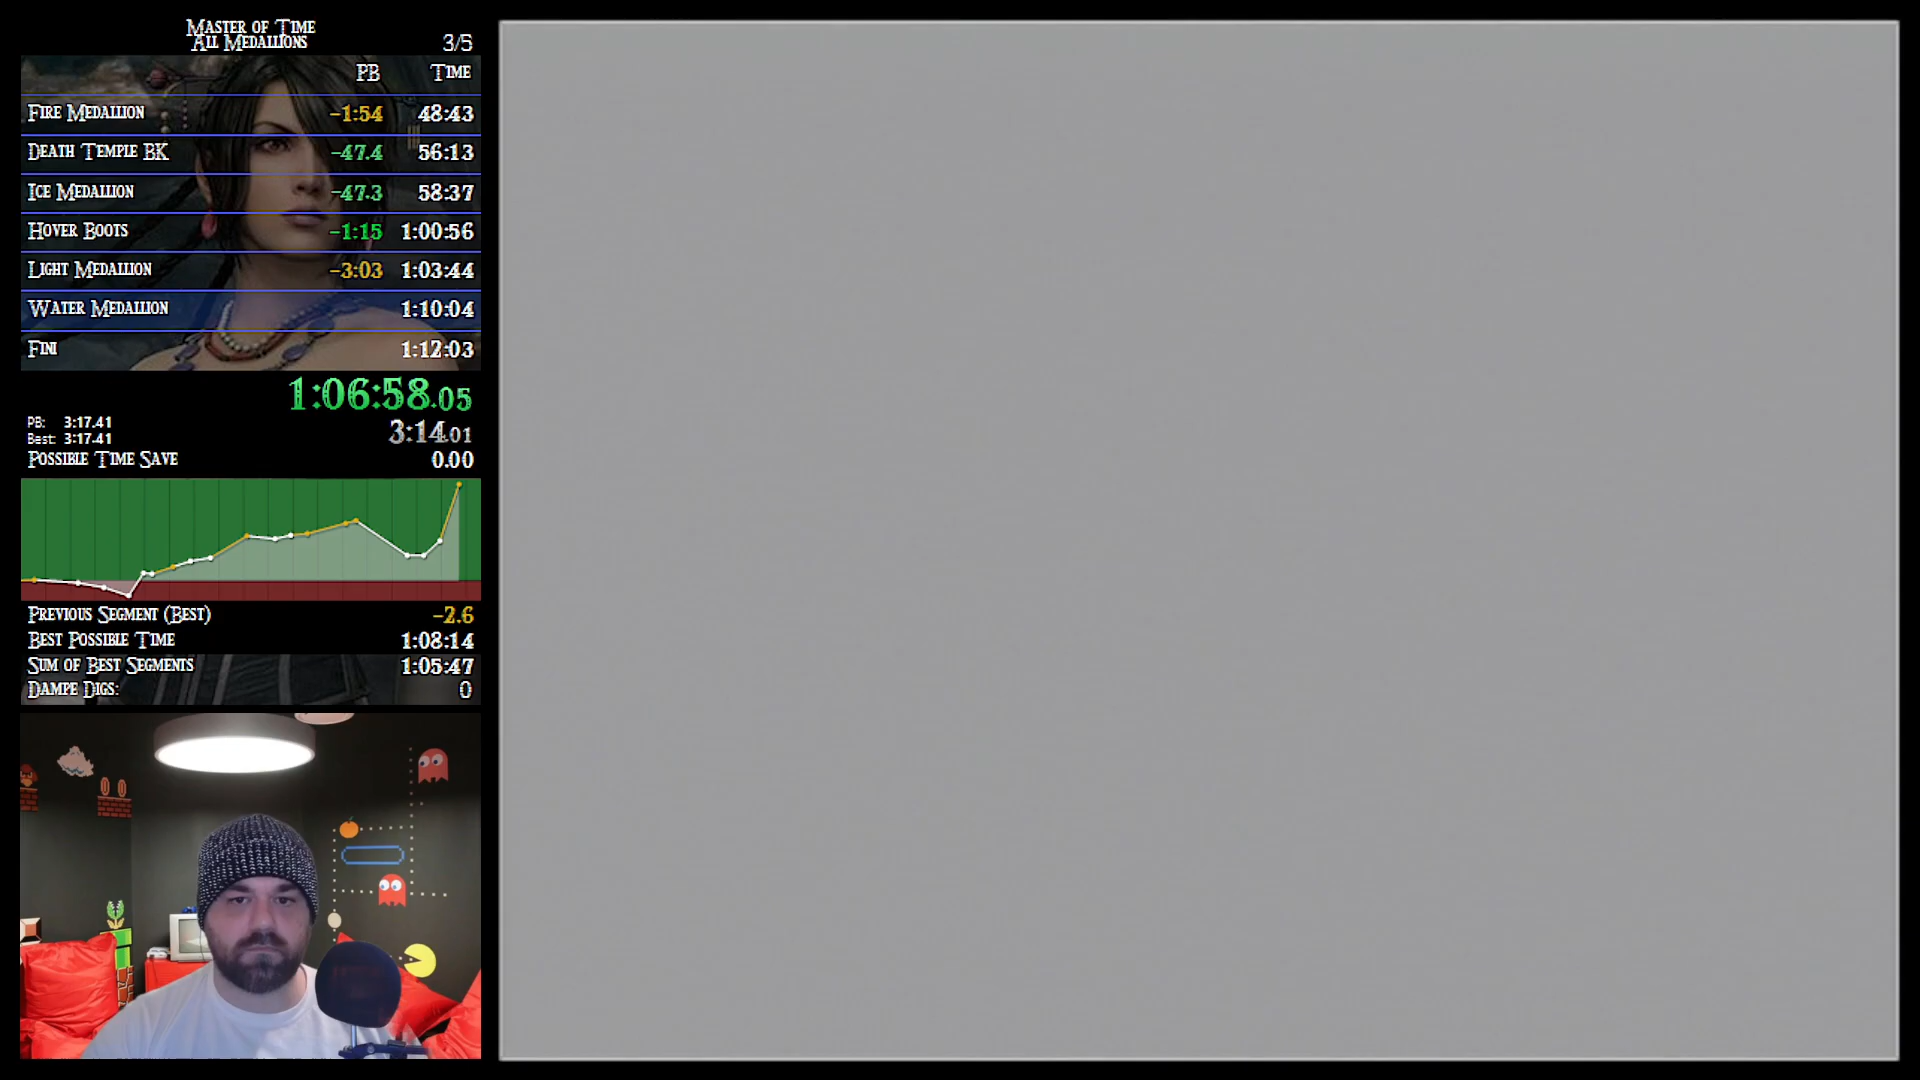 Master of Time
All Medallions
3/5
PB Time
Fire Medallion -1:54 48:43
Death Temple BK -47.4 56:13
Ice Medallion -47.3 58:37
Hover Boots -1:15 1:00:56
Light Medallion -3:03 1:03:44
Water Medallion 1:10:04
Fini 1:12:03
1:06:58.05
PB: 3:17.41
Best: 3:17.41
3:14.01
Possible Time Save 0.00
Previous Segment (Best) -2.6
Best Possible Time 1:08:14
Sum of Best Segments 1:05:47
Dampe Digs: 0